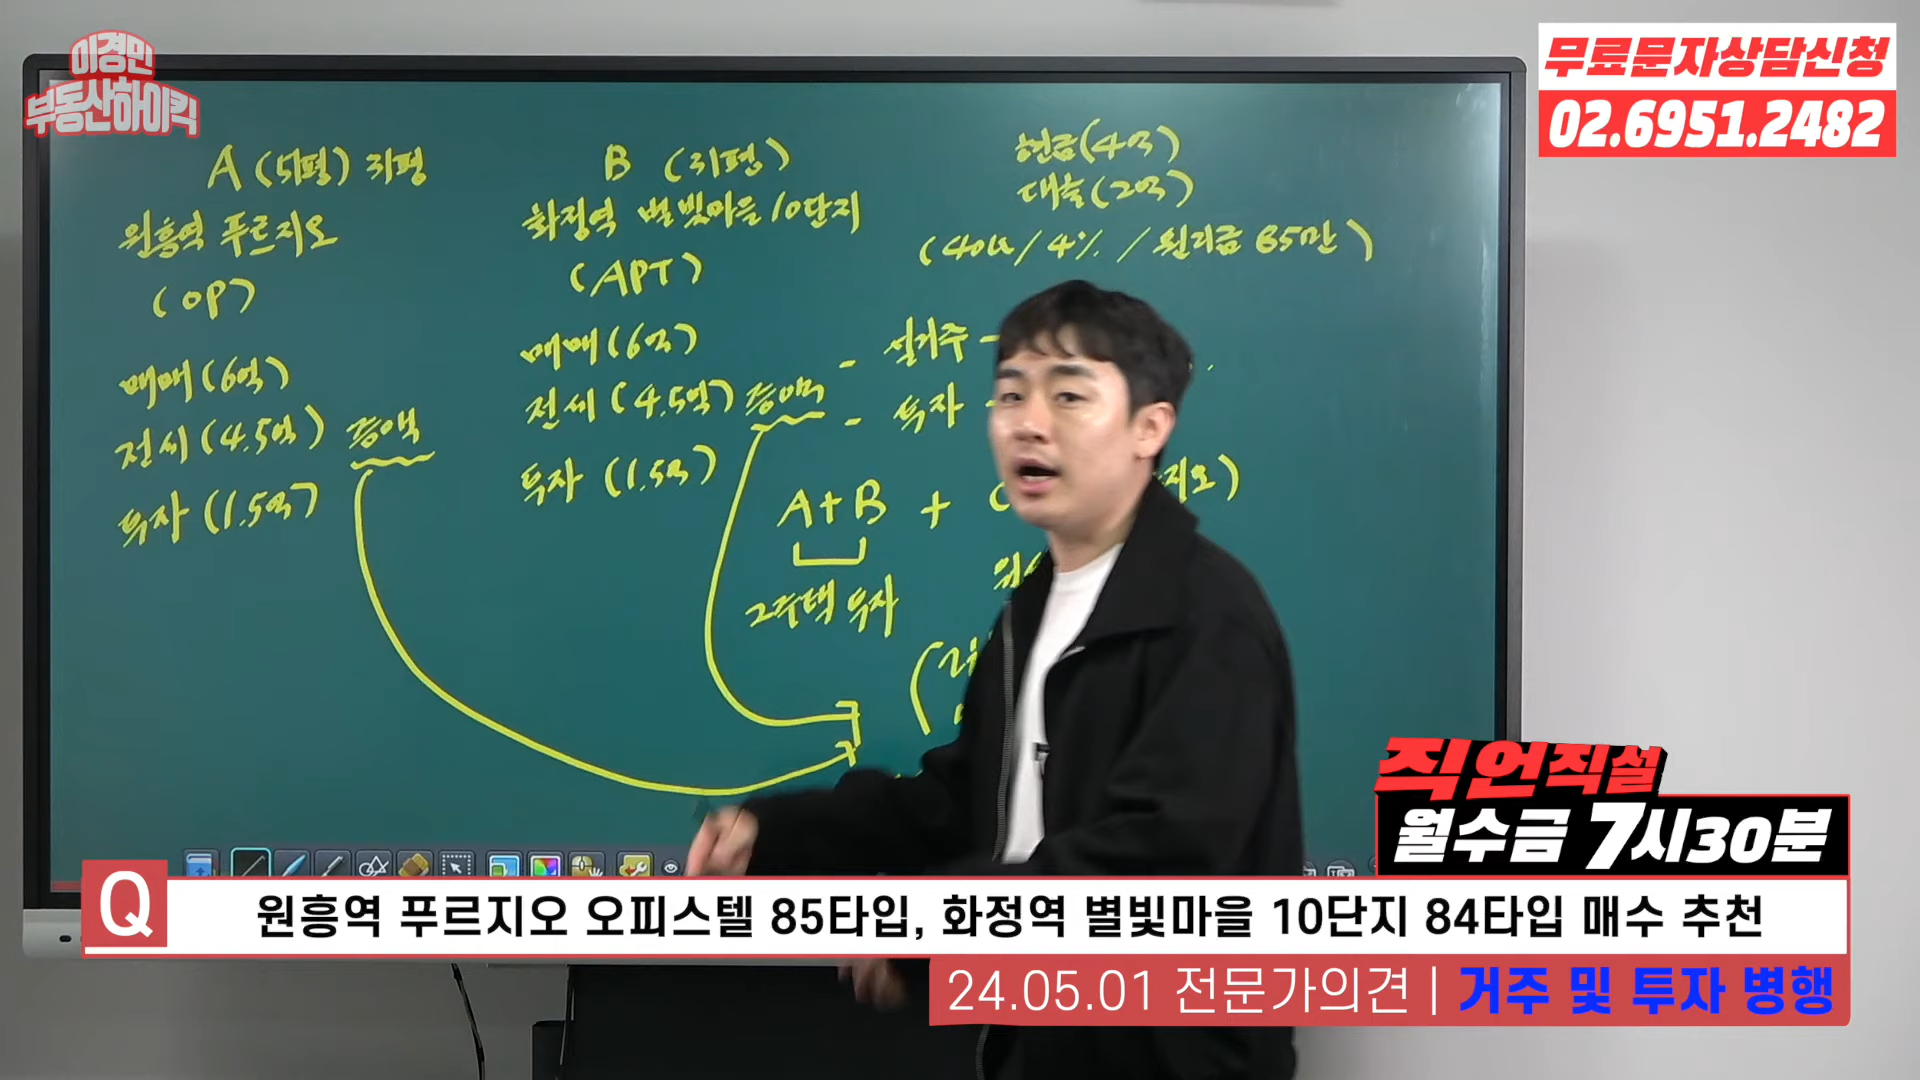 이경민
부동산하이킥
무료문자상담신청
02.6951.2482
A (51평) 31평
원흥역 푸르지오
(OP)
매매 (6억)
전세 (4.5억) 증액
투자 (1.5억)
B (31평)
화정역 별빛마을 10단지
(APT)
매매 (6억)
전세 (4.5억) 증액
투자 (1.5억)
현금 (4억)
대출 (2억)
(40년 / 4% / 원리금 85만)
- 실거주 -
- 투자 -
A+B + 지오)
2주택 투자
직언직설
월수금 7시30분
Q
원흥역 푸르지오 오피스텔 85타입, 화정역 별빛마을 10단지 84타입 매수 추천
24.05.01 전문가의견 | 거주 및 투자 병행